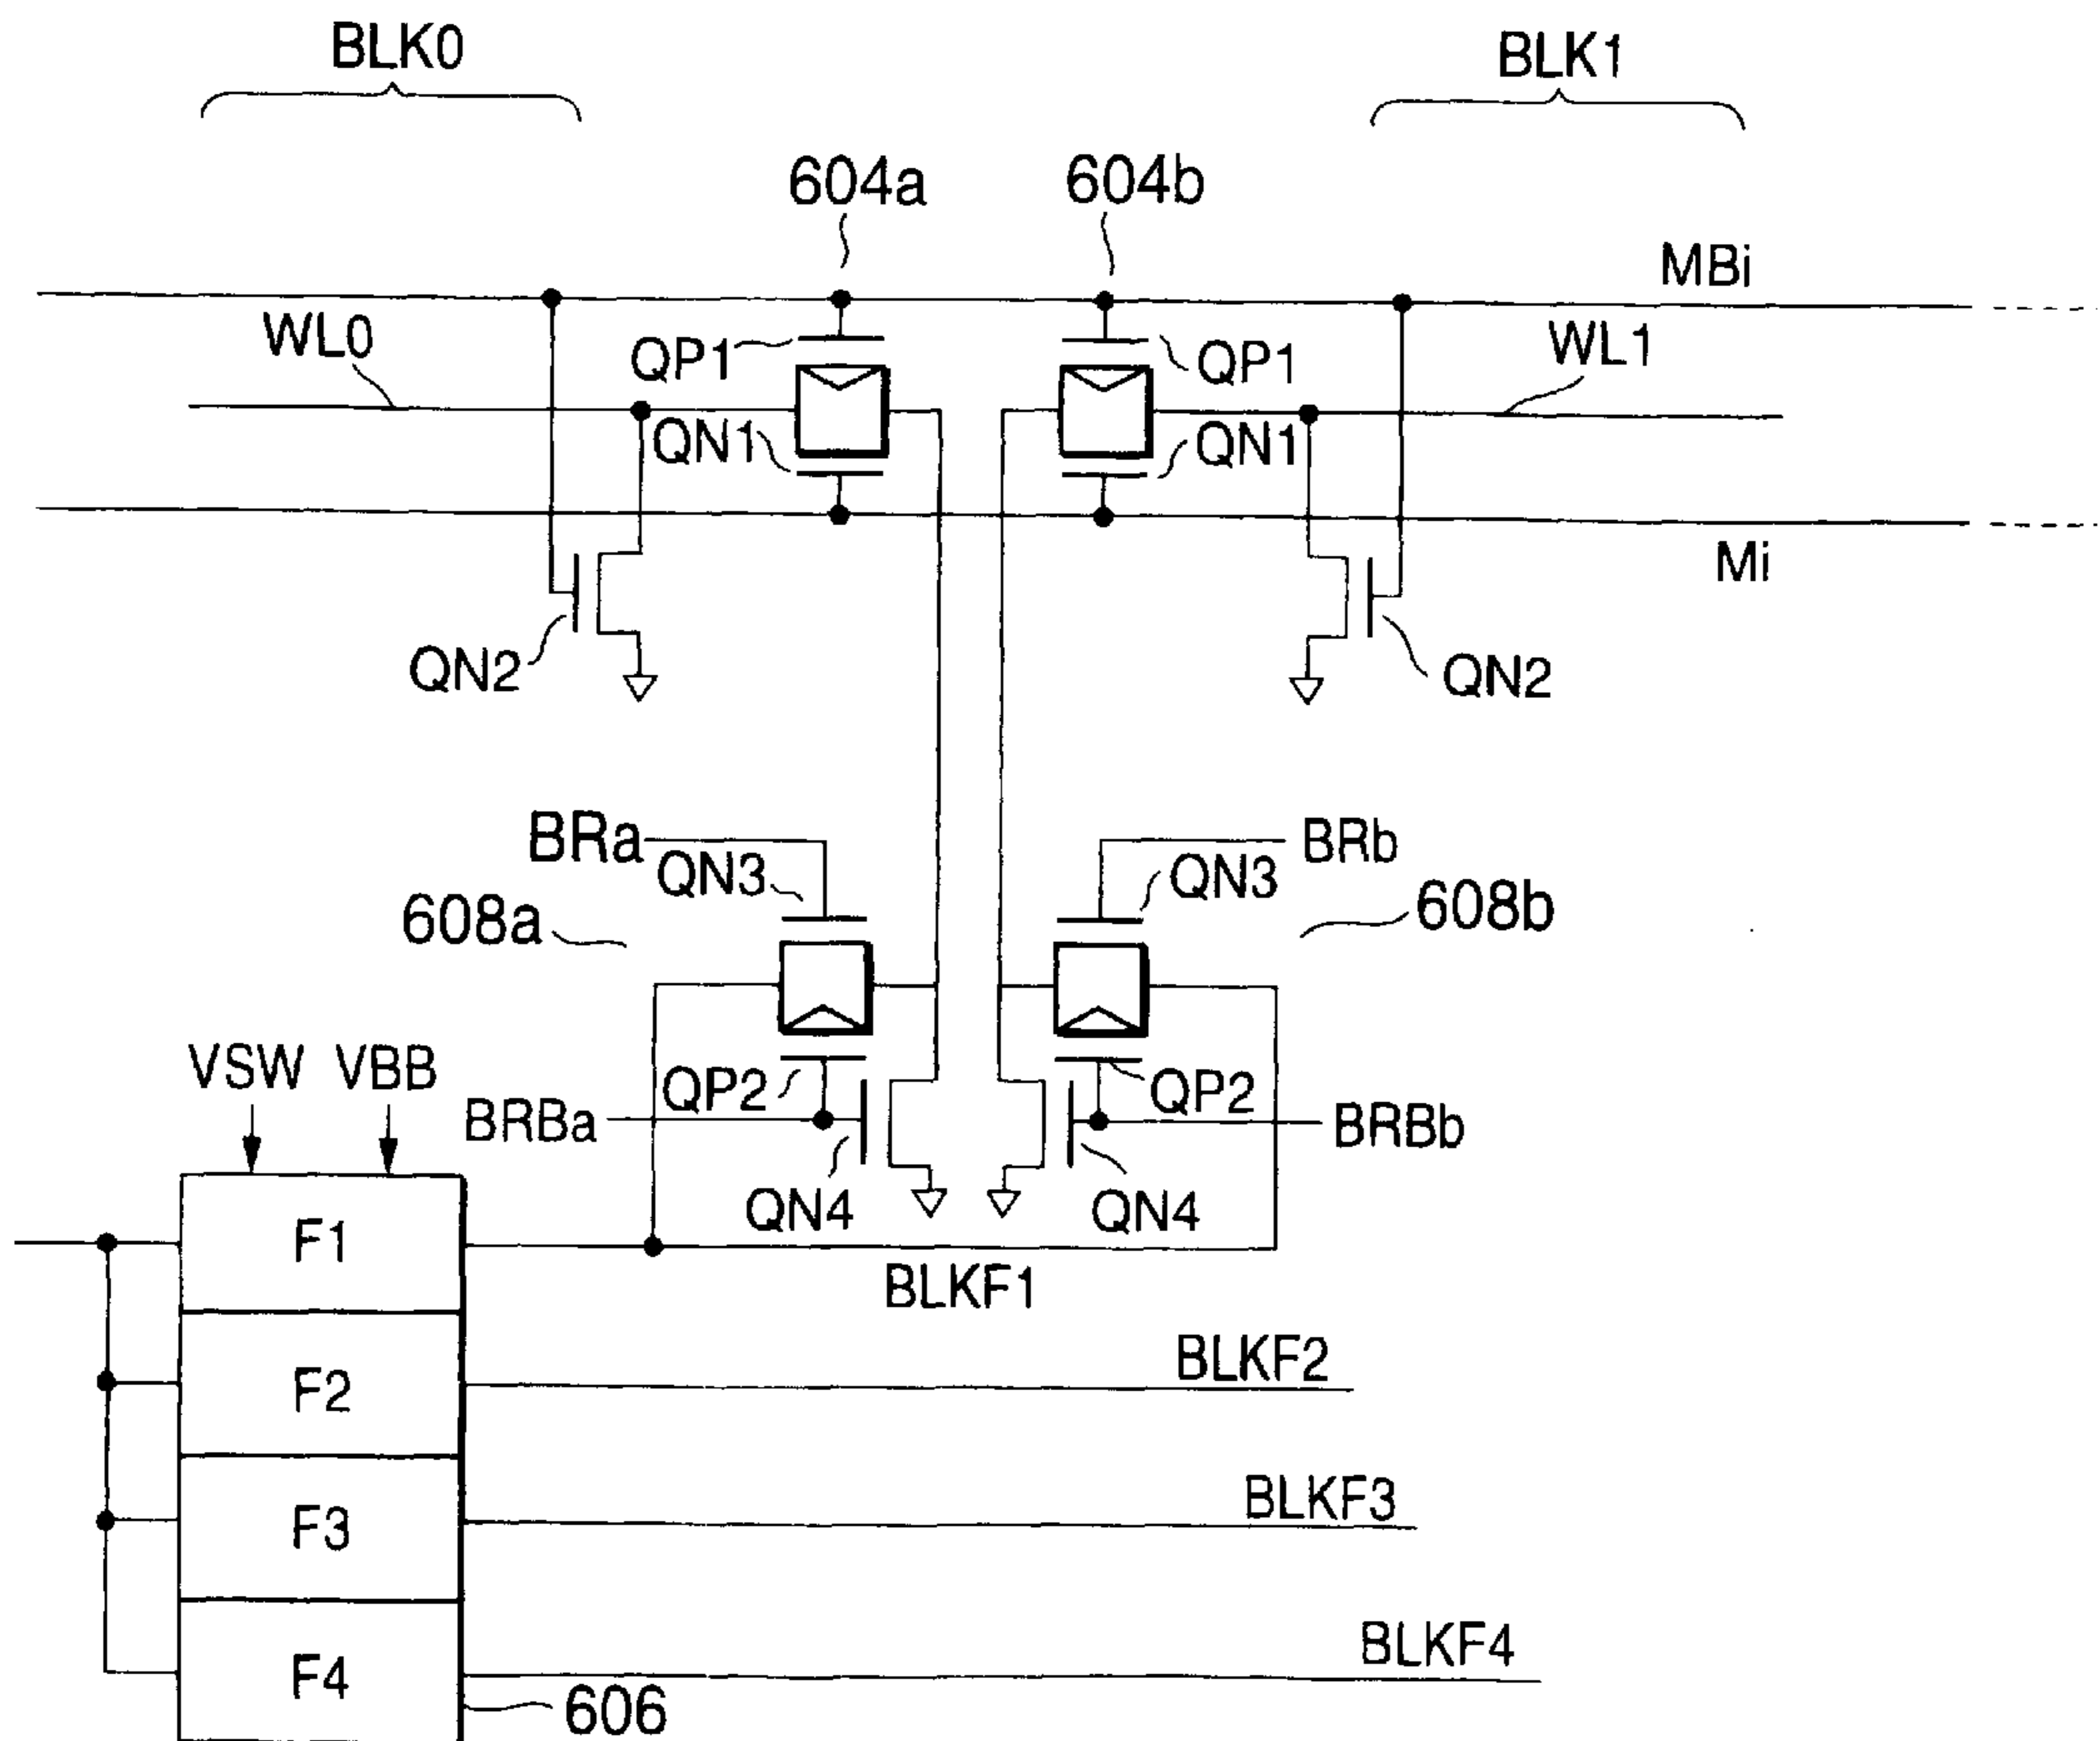 BLK0
BLK1
604a
604b
MBi
WL0
QP1
QP1
WL1
QN1
QN1
Mi
QN2
QN2
BRa
BRb
QN3
QN3
608a
608b
VSW
VBB
QP2
QP2
BRBa
BRBb
QN4
QN4
F1
BLKF1
F2
BLKF2
F3
BLKF3
F4
BLKF4
606